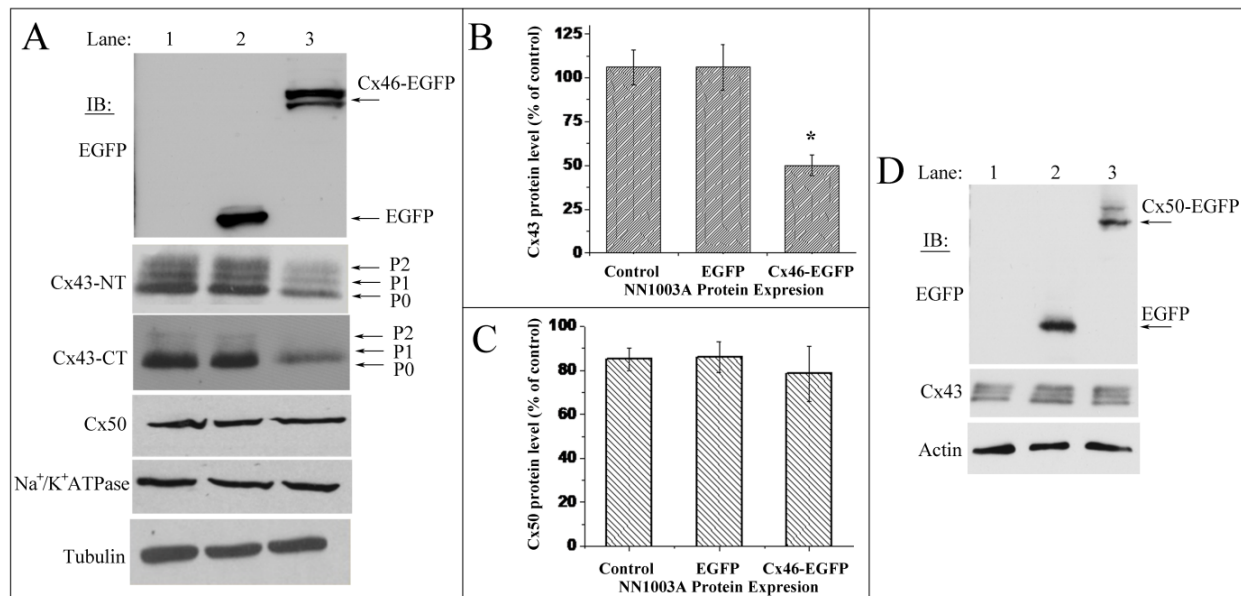 A
Lane: 1 2 3
Cx46-EGFP
IB:
EGFP
EGFP
Cx43-NT
P2
P1
P0
Cx43-CT
P2
P1
P0
Cx50
Na⁺/K⁺ATPase
Tubulin
B
Cx43 protein level (% of control)
125
100
75
50
25
0
*
Control EGFP Cx46-EGFP
NN1003A Protein Expresion
C
Cx50 protein level (% of control)
100
80
60
40
20
0
Control EGFP Cx46-EGFP
NN1003A Protein Expresion
D
Lane: 1 2 3
Cx50-EGFP
IB:
EGFP
EGFP
Cx43
Actin